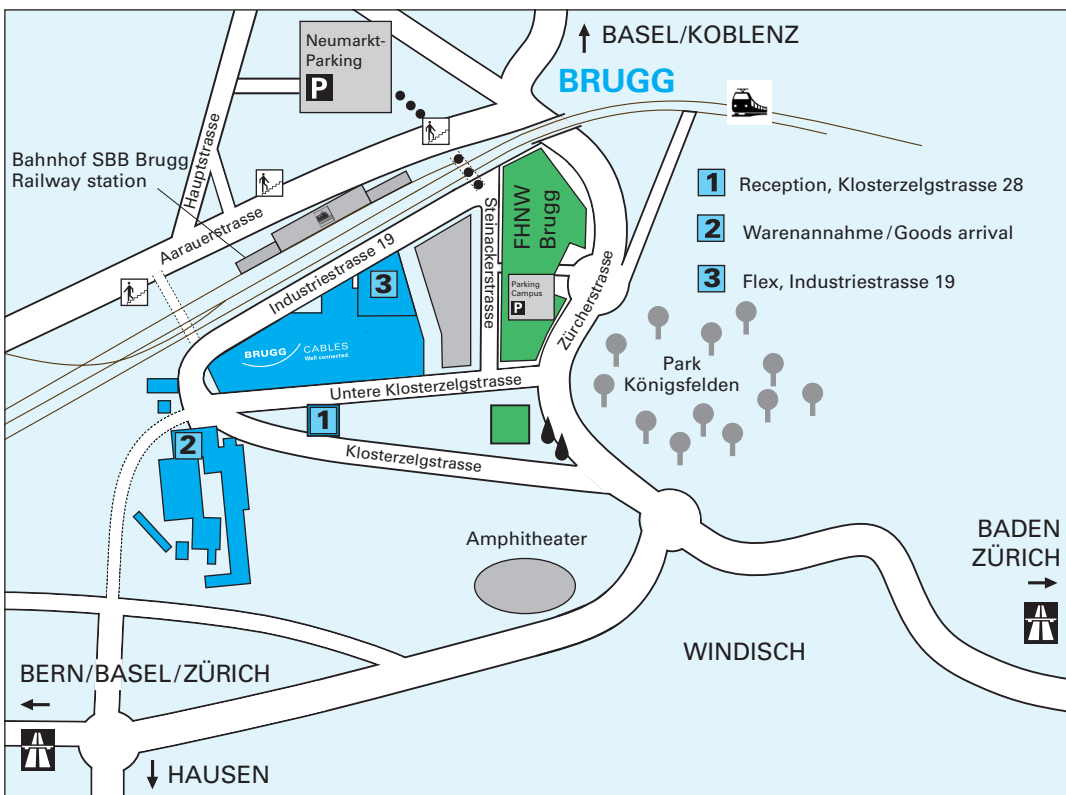 BASEL/KOBLENZ
BRUGG
Neumarkt-
Parking
P
Bahnhof SBB Brugg
Railway station
Hauptstrasse
Aarauerstrasse
Industriestrasse 19
Steinackerstrasse
FHNW
Brugg
Parking
Campus
P
Zürcherstrasse
1 Reception, Klosterzelgstrasse 28
2 Warenannahme/Goods arrival
3 Flex, Industriestrasse 19
3
BRUGG CABLES
Well connected.
Untere Klosterzelgstrasse
Park
Königsfelden
1
2
Klosterzelgstrasse
Amphitheater
BADEN
ZÜRICH
WINDISCH
BERN/BASEL/ZÜRICH
HAUSEN